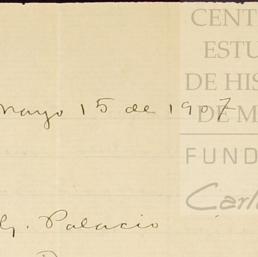 CENT
ESTU
DE HIS
Mayo 15 de 1907
DE M
FUND
Carl
G. Palacio